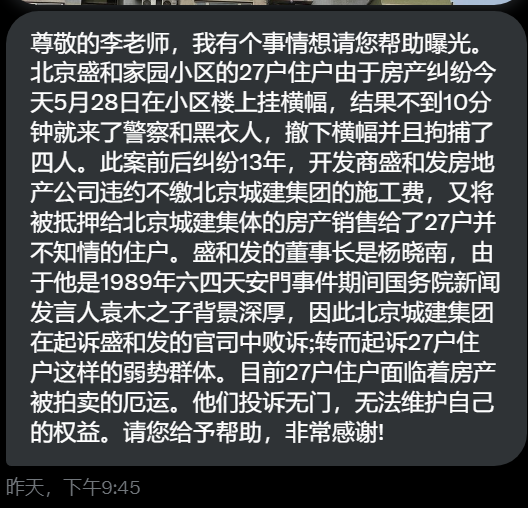 尊敬的李老师，我有个事情想请您帮助曝光。
北京盛和家园小区的27户住户由于房产纠纷今
天5月28日在小区楼上挂横幅，结果不到10分
钟就来了警察和黑衣人，撤下横幅并且拘捕了
四人。此案前后纠纷13年，开发商盛和发房地
产公司违约不缴北京城建集团的施工费，又将
被抵押给北京城建集体的房产销售给了27户并
不知情的住户。盛和发的董事长是杨晓南，由
于他是1989年六四天安門事件期间国务院新闻
发言人袁木之子背景深厚，因此北京城建集团
在起诉盛和发的官司中败诉;转而起诉27户住
户这样的弱势群体。目前27户住户面临着房产
被拍卖的厄运。他们投诉无门，无法维护自己
的权益。请您给予帮助，非常感谢!
昨天，下午9:45